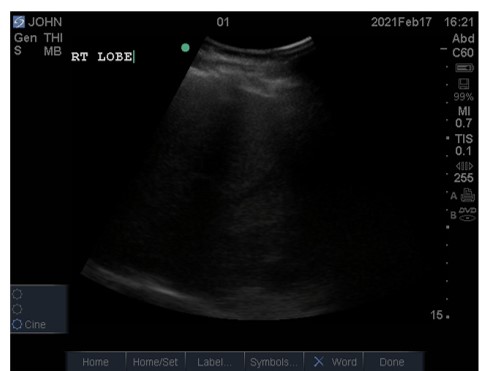 JOHN 01 2021Feb17 16:21
Gen THI Abd
S MB C60
RT LOBE
99%
MI
0.7
TIS
0.1
255
A
B DVD
15
Cine
Home Home/Set Label... Symbols... X Word Done